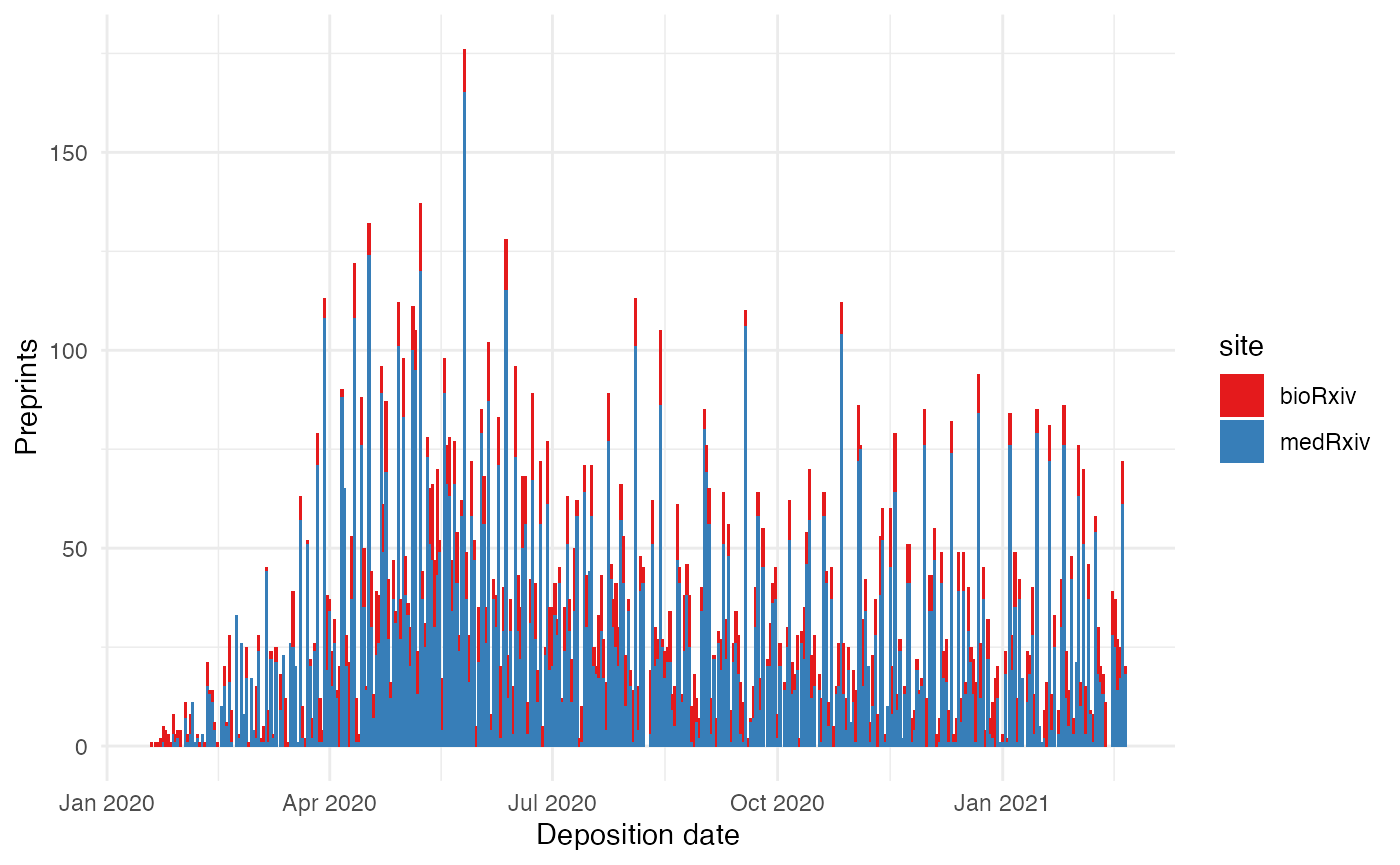 150
100
50
0
Preprints
Jan 2020
Apr 2020
Jul 2020
Oct 2020
Jan 2021
Deposition date
site
bioRxiv
medRxiv